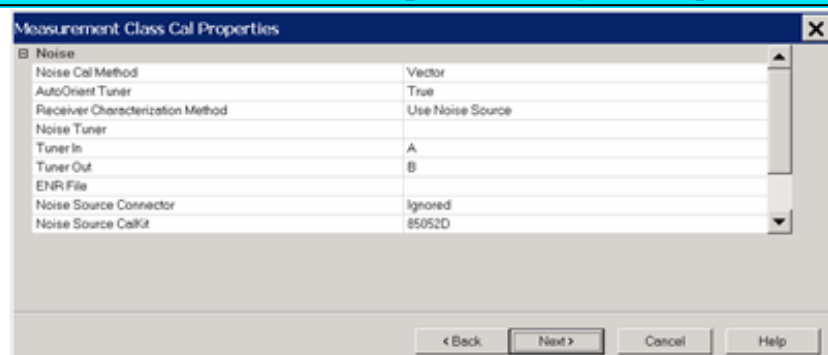 Measurement Class Cal Properties
Noise
Noise Cal Method Vector
AutoOrient Tuner True
Receiver Characterization Method Use Noise Source
Noise Tuner
Tuner In A
Tuner Out B
ENR File
Noise Source Connector Ignored
Noise Source CalKit 85052D
< Back Next > Cancel Help